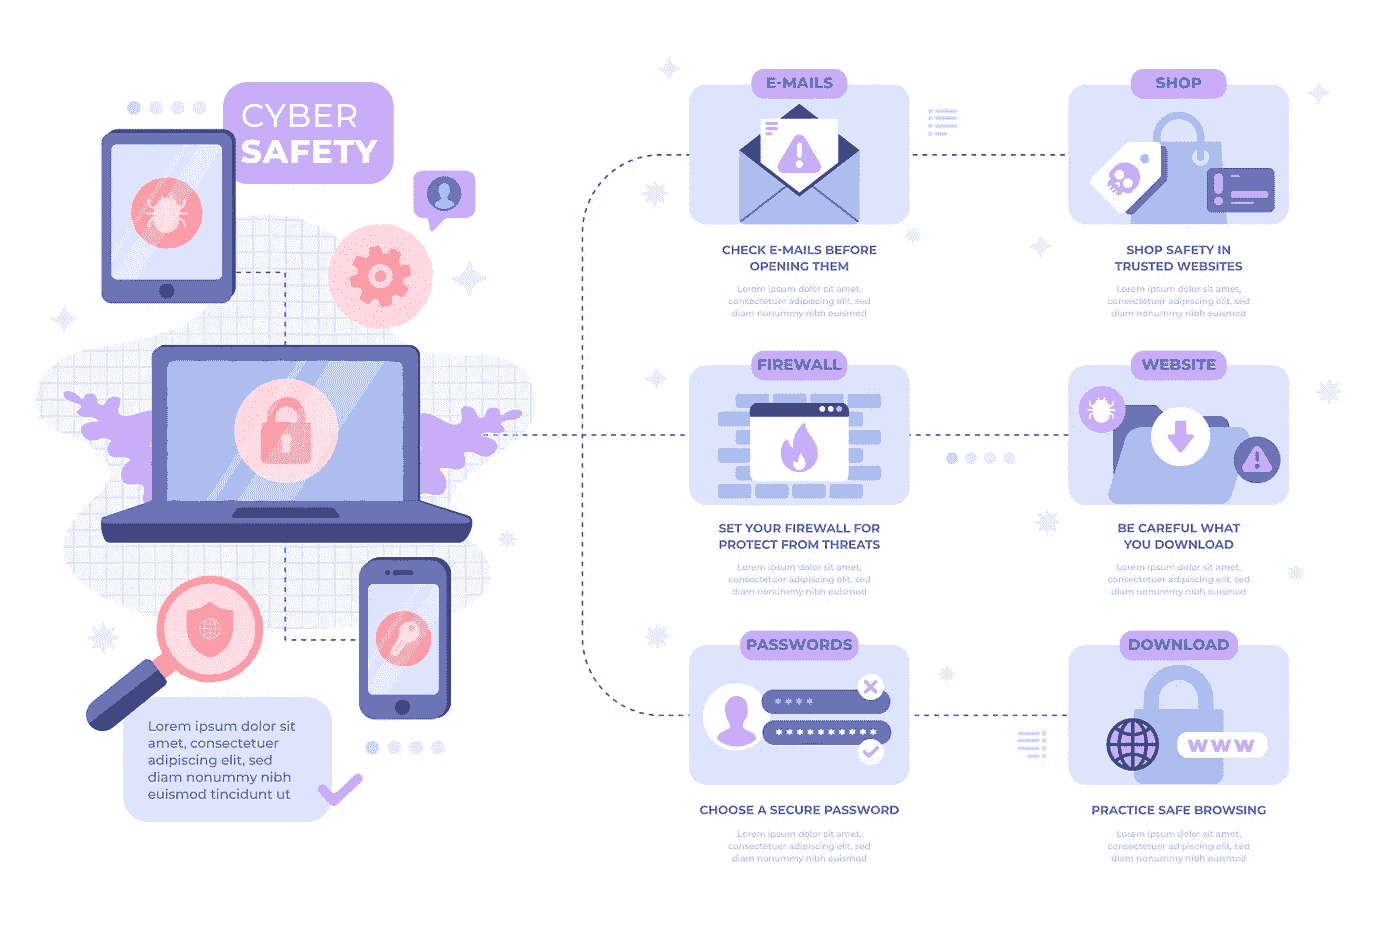 CYBER
SAFETY
Lorem ipsum dolor sit
amet, consectetuer
adipiscing elit, sed
diam nonummy nibh
euismod tincidunt ut
E-MAILS
CHECK E-MAILS BEFORE
OPENING THEM
Lorem ipsum dolor sit amet,
consectetuer adipiscing elit, sed
diam nonummy nibh euismod
SHOP
SHOP SAFETY IN
TRUSTED WEBSITES
Lorem ipsum dolor sit amet,
consectetuer adipiscing elit, sed
diam nonummy nibh euismod
FIREWALL
SET YOUR FIREWALL FOR
PROTECT FROM THREATS
Lorem ipsum dolor sit amet,
consectetuer adipiscing elit, sed
diam nonummy nibh euismod
WEBSITE
BE CAREFUL WHAT
YOU DOWNLOAD
Lorem ipsum dolor sit amet,
consectetuer adipiscing elit, sed
diam nonummy nibh euismod
PASSWORDS
* * * *
* * * * * * * * * *
CHOOSE A SECURE PASSWORD
Lorem ipsum dolor sit amet,
consectetuer adipiscing elit, sed
diam nonummy nibh euismod
DOWNLOAD
WWW
PRACTICE SAFE BROWSING
Lorem ipsum dolor sit amet,
consectetuer adipiscing elit, sed
diam nonummy nibh euismod